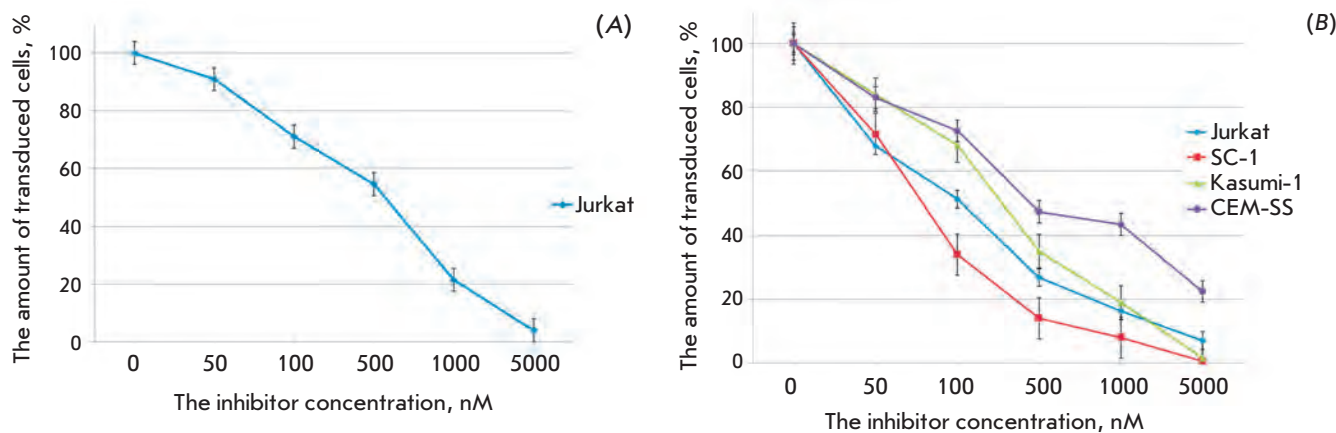 (A)
The amount of transduced cells, %
100
80
60
40
20
0
0 50 100 500 1000 5000
The inhibitor concentration, nM
Jurkat
(B)
The amount of transduced cells, %
100
80
60
40
20
0
0 50 100 500 1000 5000
The inhibitor concentration, nM
Jurkat
SC-1
Kasumi-1
CEM-SS